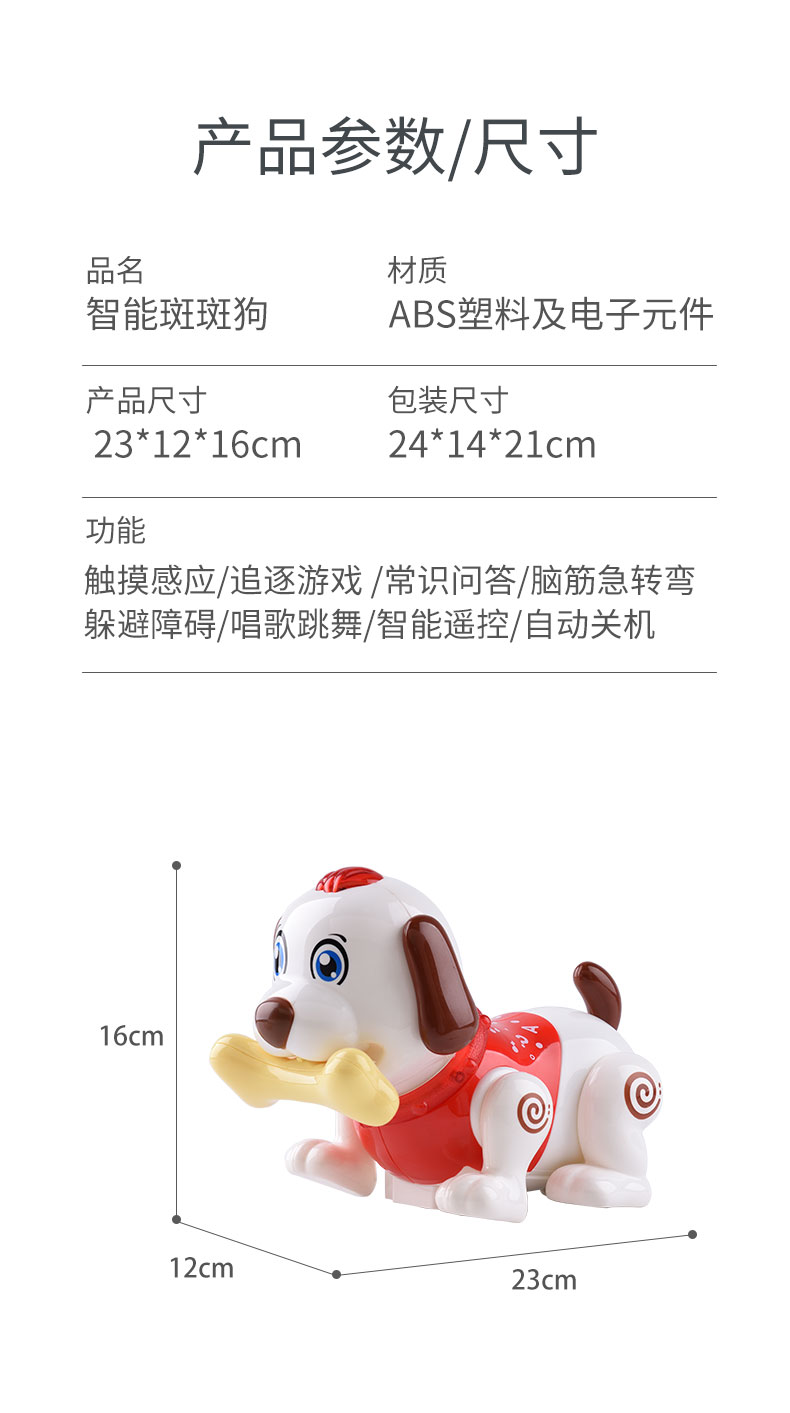 产品参数/尺寸
品名
材质
智能斑斑狗
ABS塑料及电子元件
产品尺寸
包装尺寸
23*12*16cm
24*14*21cm
功能
触摸感应/追逐游戏 /常识问答/脑筋急转弯
躲避障碍/唱歌跳舞/智能遥控/自动关机
16cm
12cm
23cm